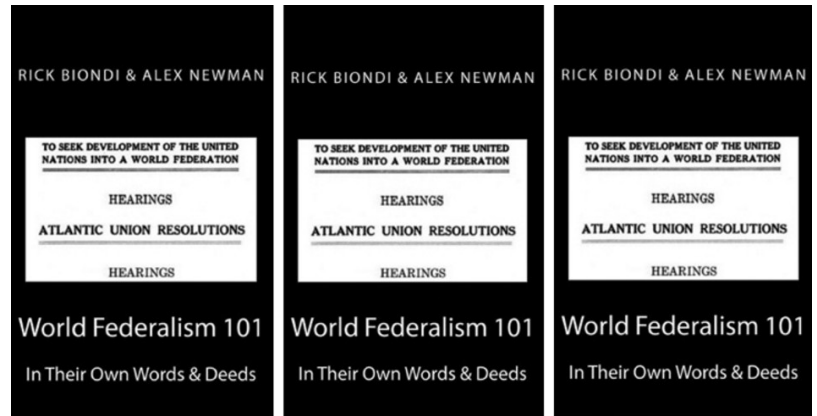 RICK BIONDI & ALEX NEWMAN
TO SEEK DEVELOPMENT OF THE UNITED
NATIONS INTO A WORLD FEDERATION
HEARINGS
ATLANTIC UNION RESOLUTIONS
HEARINGS
World Federalism 101
In Their Own Words & Deeds
RICK BIONDI & ALEX NEWMAN
TO SEEK DEVELOPMENT OF THE UNITED
NATIONS INTO A WORLD FEDERATION
HEARINGS
ATLANTIC UNION RESOLUTIONS
HEARINGS
World Federalism 101
In Their Own Words & Deeds
RICK BIONDI & ALEX NEWMAN
TO SEEK DEVELOPMENT OF THE UNITED
NATIONS INTO A WORLD FEDERATION
HEARINGS
ATLANTIC UNION RESOLUTIONS
HEARINGS
World Federalism 101
In Their Own Words & Deeds